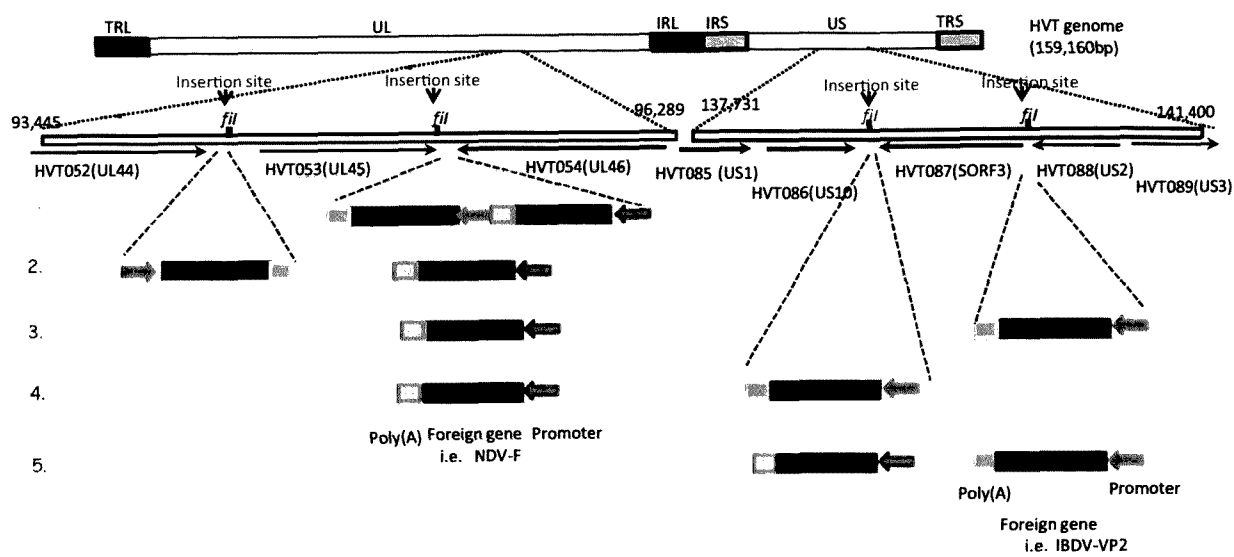 TRL UL IRL IRS US TRS
HVT genome
(159,160bp)
Insertion site Insertion site Insertion site Insertion site
93,445 96,289 137,731 141,400
fil fil fil fil
HVT052(UL44) HVT053(UL45) HVT054(UL46) HVT085 (US1) HVT086(US10) HVT087(SORF3) HVT088(US2) HVT089(US3)
2.
3.
4.
Poly(A) Foreign gene Promoter
i.e. NDV-F
5.
Poly(A) Promoter
Foreign gene
i.e. IBDV-VP2